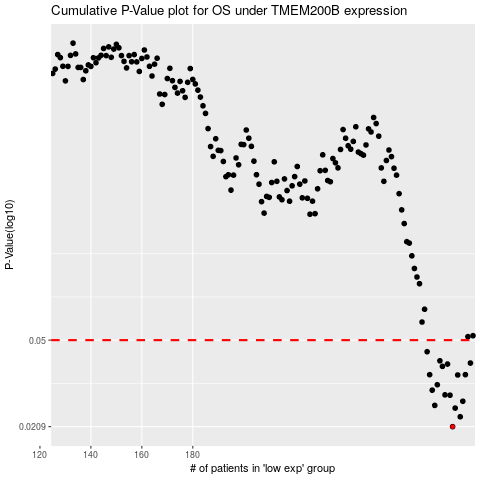 Cumulative P-Value plot for OS under TMEM200B expression
P-Value(log10)
0.05
0.0209
120 140 160 180
# of patients in 'low exp' group